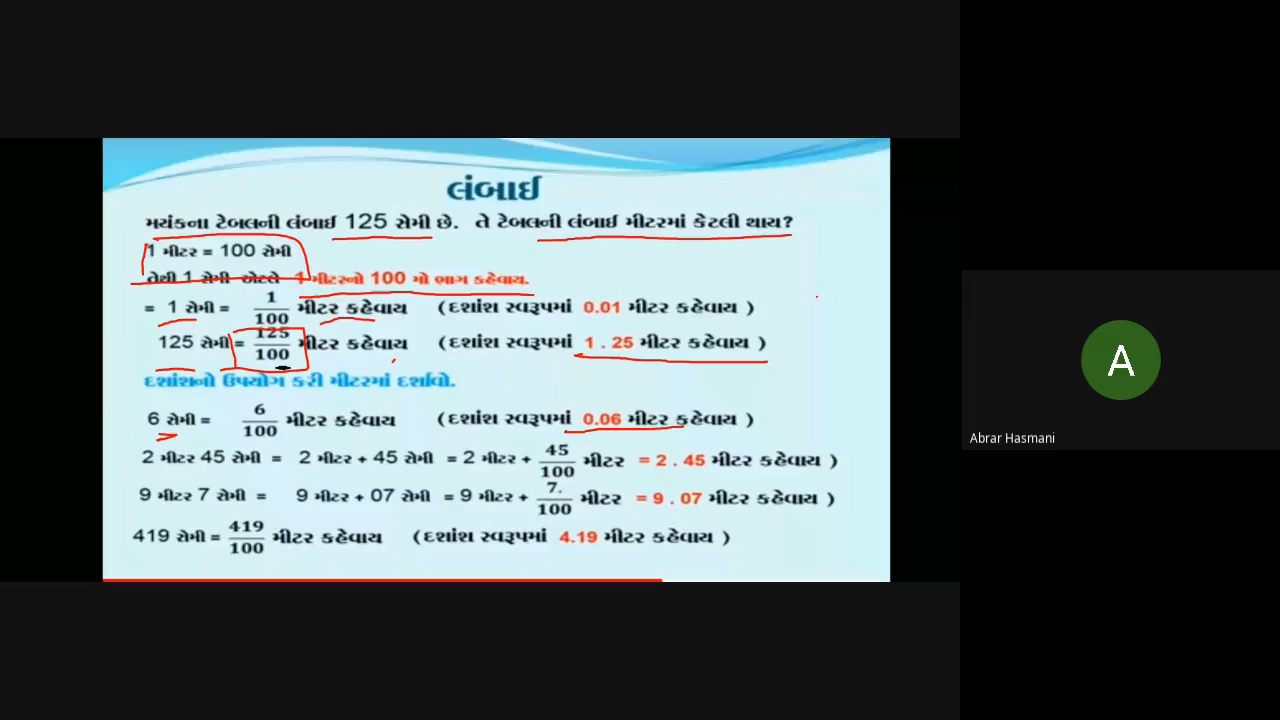 લંબાઈ
મયંકના ટેબલની લંબાઈ 125 સેમી છે. તે ટેબલની લંબાઈ મીટરમાં કેટલી થાય?
1 મીટર = 100 સેમી
તેથી 1 સેમી એટલે 1 મીટરનો 100 મો ભાગ કહેવાય.
= 1 સેમી = 1/100 મીટર કહેવાય (દશાંશ સ્વરૂપમાં 0.01 મીટર કહેવાય )
125 સેમી = 125/100 મીટર કહેવાય (દશાંશ સ્વરૂપમાં 1 . 25 મીટર કહેવાય )
દશાંશનો ઉપયોગ કરી મીટરમાં દર્શાવો.
6 સેમી = 6/100 મીટર કહેવાય (દશાંશ સ્વરૂપમાં 0.06 મીટર કહેવાય )
2 મીટર 45 સેમી = 2 મીટર + 45 સેમી = 2 મીટર + 45/100 મીટર = 2 . 45 મીટર કહેવાય )
9 મીટર 7 સેમી = 9 મીટર + 07 સેમી = 9 મીટર + 7./100 મીટર = 9 . 07 મીટર કહેવાય )
419 સેમી = 419/100 મીટર કહેવાય (દશાંશ સ્વરૂપમાં 4.19 મીટર કહેવાય )
A
Abrar Hasmani